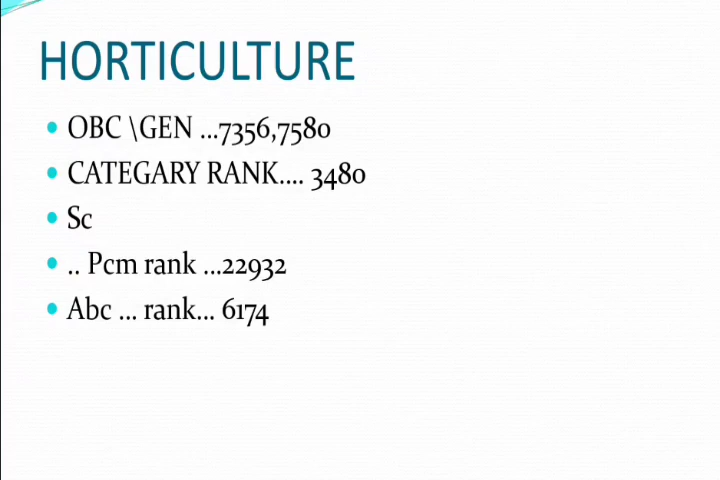 HORTICULTURE
OBC \GEN ...7356,7580
CATEGARY RANK.... 3480
Sc
.. Pcm rank ...22932
Abc ... rank... 6174